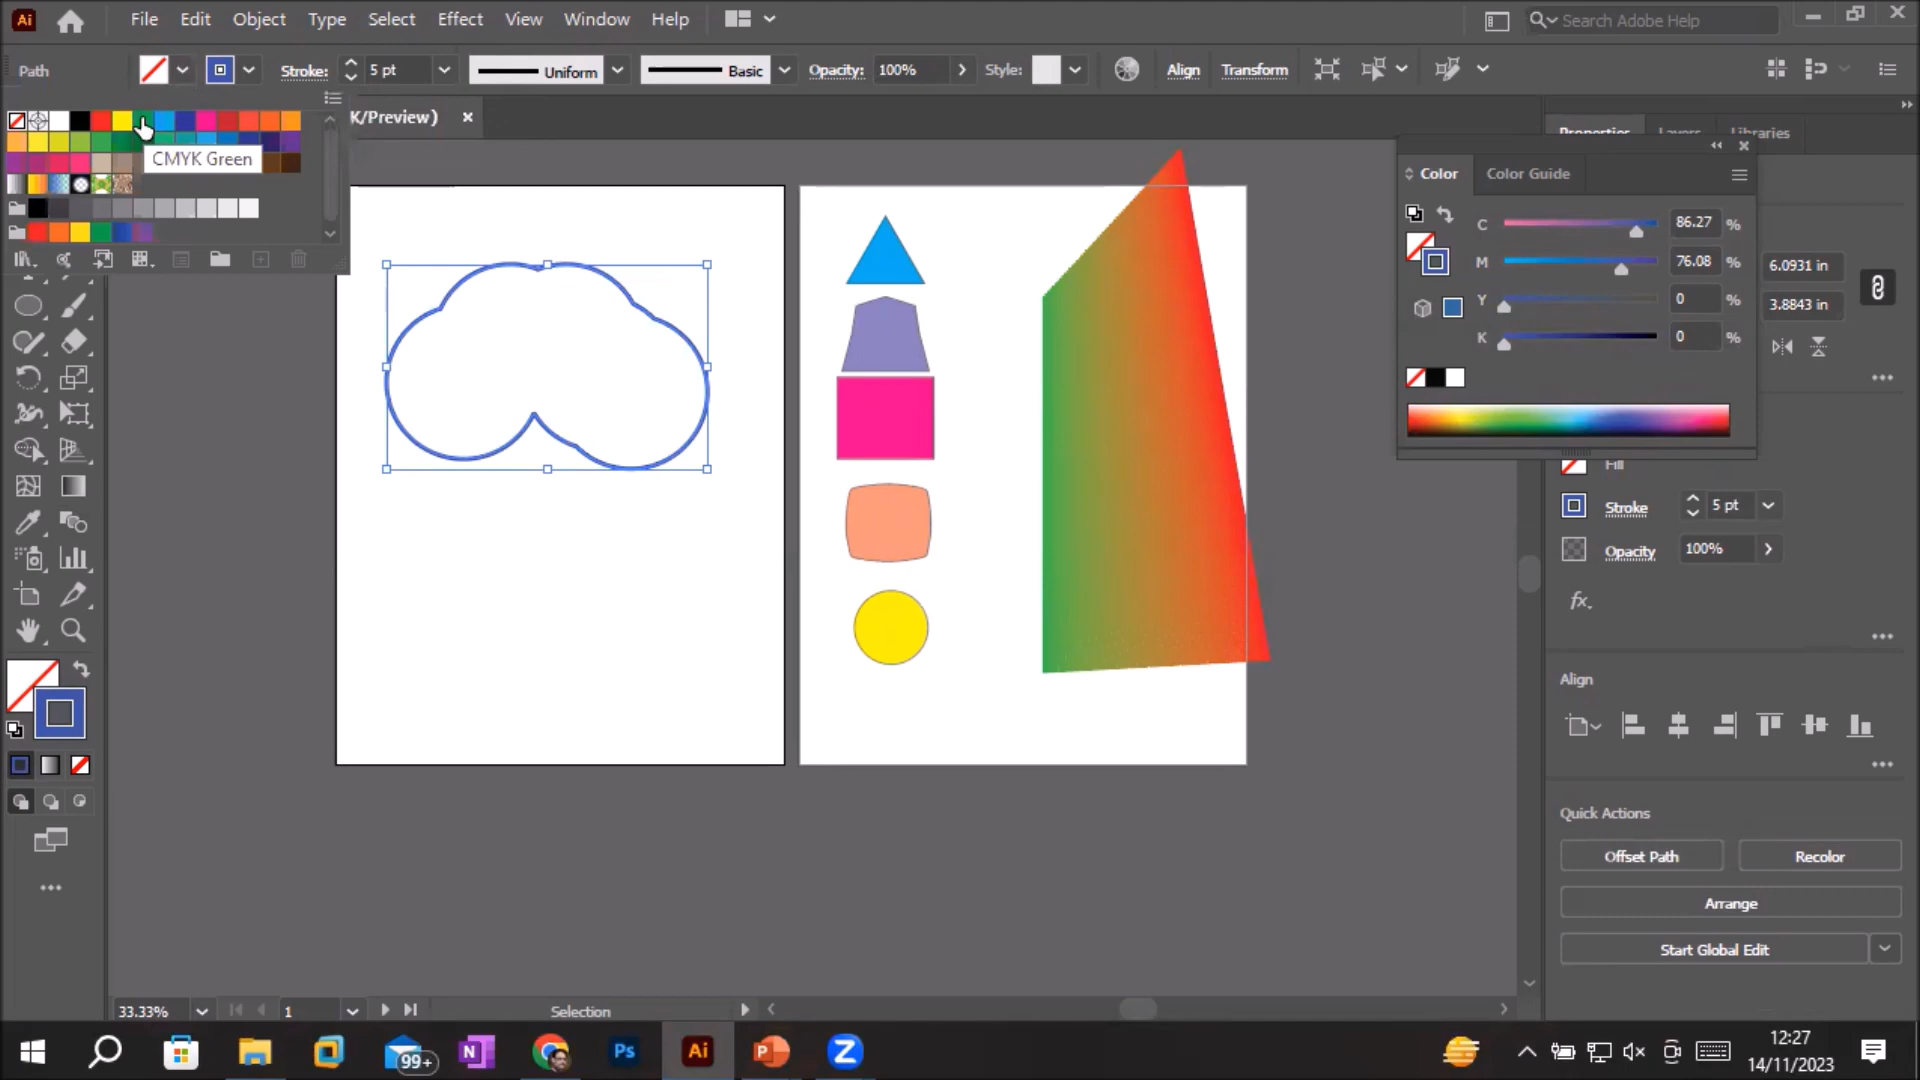 Ai File Edit Object Type Select Effect View Window Help Search Adobe Help
Path Stroke: 5 pt Uniform Basic Opacity: 100% Style: Align Transform
K/Preview) ×
Properties Layers Libraries
CMYK Green
Color Color Guide
C 86.27 %
M 76.08 %
Y 0 %
K 0 %
6.0931 in
3.8843 in
Fill
Stroke 5 pt
Opacity 100%
fx
Align
Quick Actions
Offset Path Recolor
Arrange
Start Global Edit
33.33% 1 Selection
99+ N Ps Ai P Z
12:27
14/11/2023